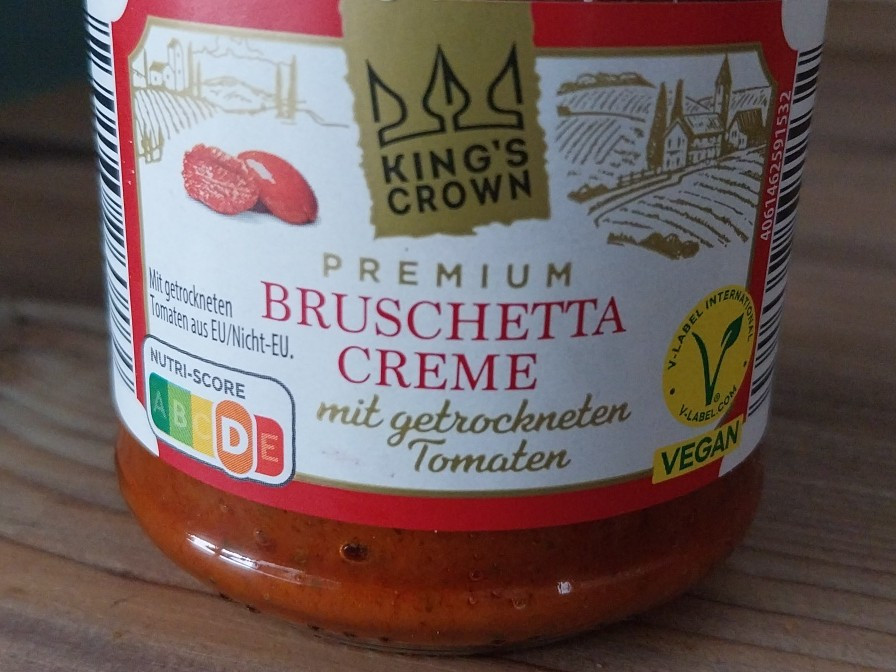 KING'S
CROWN
PREMIUM
BRUSCHETTA
CREME
mit getrockneten
Tomaten
Mit getrockneten
Tomaten aus EU/Nicht-EU.
NUTRI-SCORE
A B C D E
V-LABEL INTERNATIONAL
V
® V-LABEL.COM
VEGAN
4061462591532